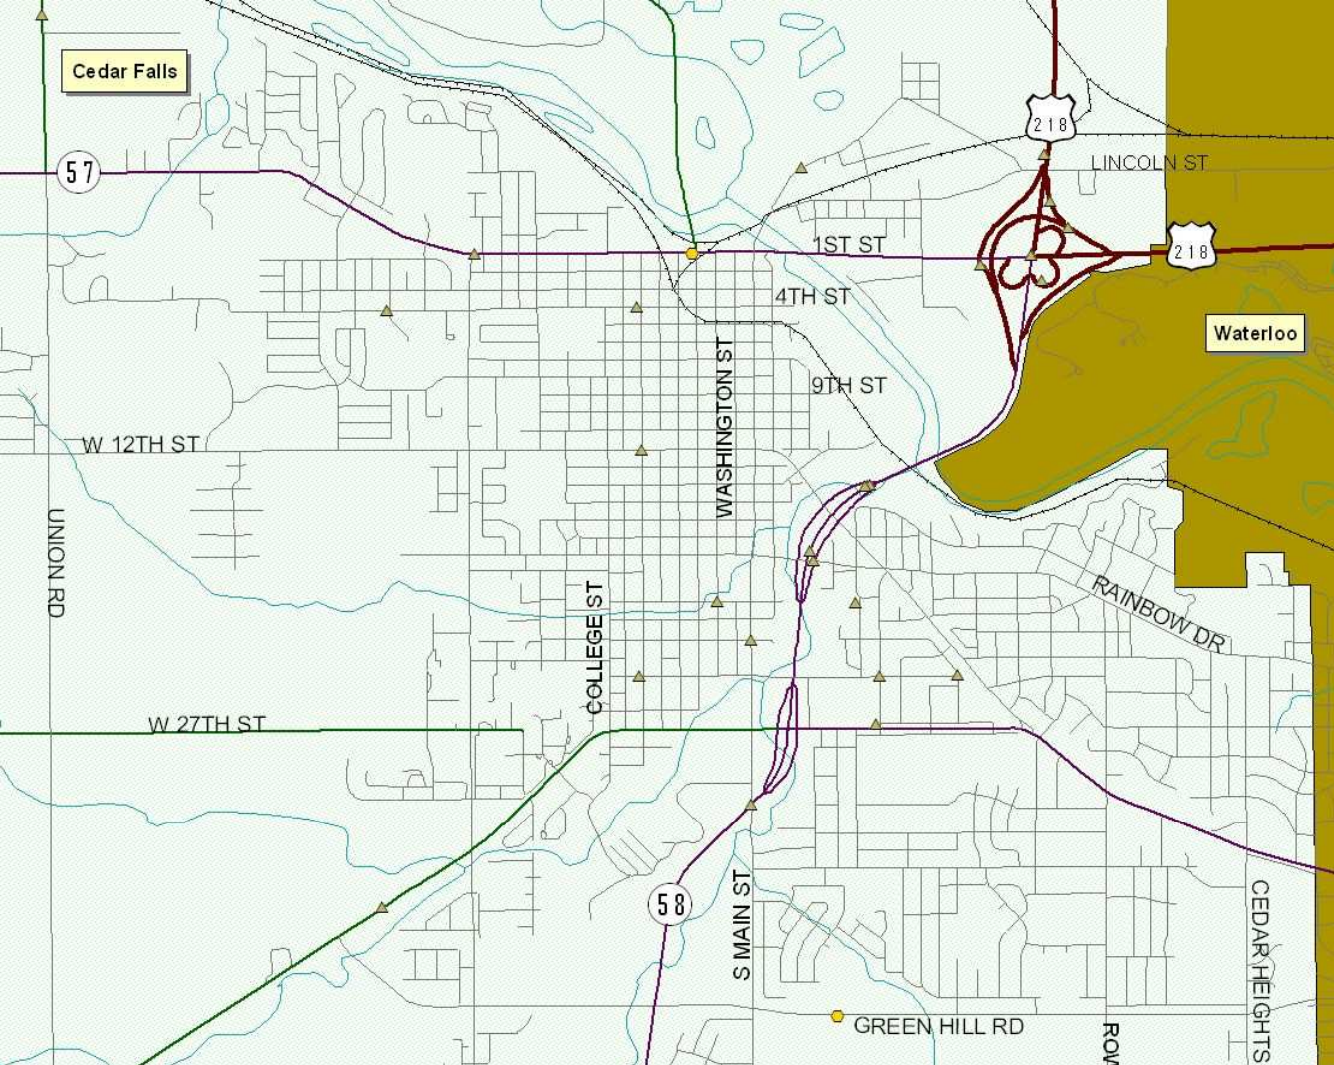 Cedar Falls
218
57
LINCOLN ST
1ST ST
218
4TH ST
Waterloo
WASHINGTON ST
9TH ST
W 12TH ST
UNION RD
COLLEGE ST
RAINBOW DR
W 27TH ST
58
S MAIN ST
CEDAR HEIGHTS
GREEN HILL RD
ROW